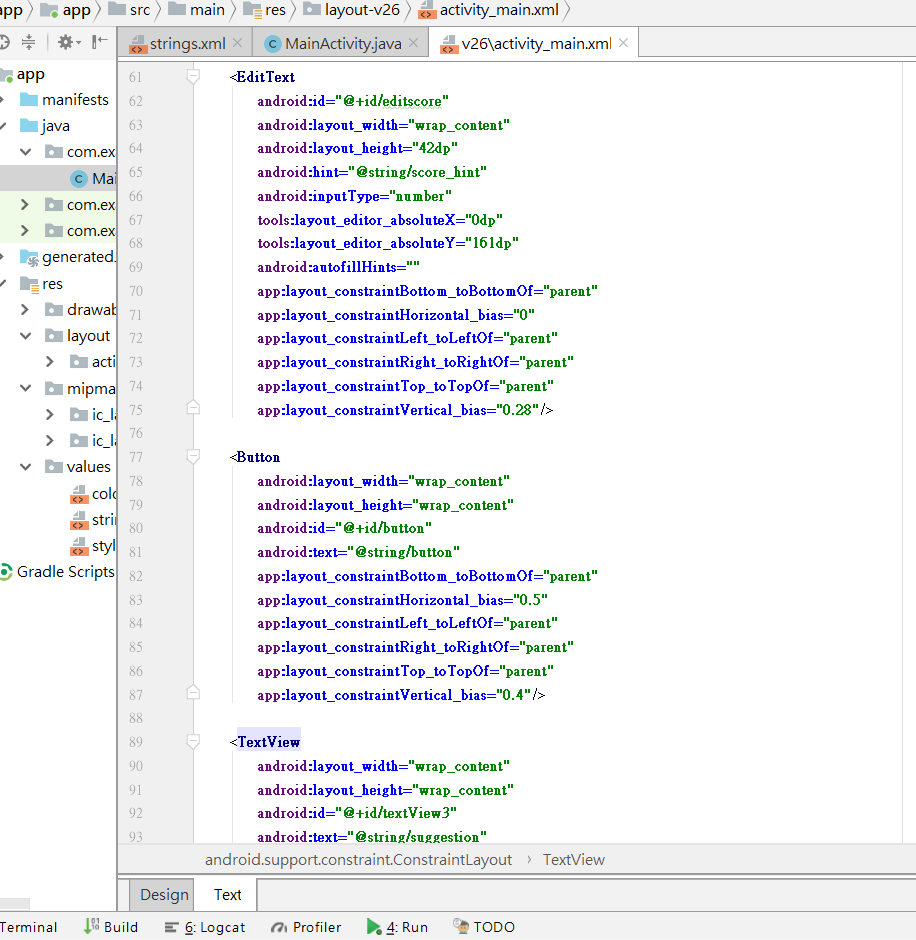 app app src main res layout-v26 activity_main.xml
strings.xml MainActivity.java v26\activity_main.xml
app
manifests
java
com.ex
Mai
com.ex
com.ex
generated.
res
drawab
layout
acti
mipma
ic_la
ic_la
values
colo
strin
styl
Gradle Scripts
61 <EditText
62 android:id="@+id/editscore"
63 android:layout_width="wrap_content"
64 android:layout_height="42dp"
65 android:hint="@string/score_hint"
66 android:inputType="number"
67 tools:layout_editor_absoluteX="0dp"
68 tools:layout_editor_absoluteY="161dp"
69 android:autofillHints=""
70 app:layout_constraintBottom_toBottomOf="parent"
71 app:layout_constraintHorizontal_bias="0"
72 app:layout_constraintLeft_toLeftOf="parent"
73 app:layout_constraintRight_toRightOf="parent"
74 app:layout_constraintTop_toTopOf="parent"
75 app:layout_constraintVertical_bias="0.28"/>
76
77 <Button
78 android:layout_width="wrap_content"
79 android:layout_height="wrap_content"
80 android:id="@+id/button"
81 android:text="@string/button"
82 app:layout_constraintBottom_toBottomOf="parent"
83 app:layout_constraintHorizontal_bias="0.5"
84 app:layout_constraintLeft_toLeftOf="parent"
85 app:layout_constraintRight_toRightOf="parent"
86 app:layout_constraintTop_toTopOf="parent"
87 app:layout_constraintVertical_bias="0.4"/>
88
89 <TextView
90 android:layout_width="wrap_content"
91 android:layout_height="wrap_content"
92 android:id="@+id/textView3"
93 android:text="@string/suggestion"
android.support.constraint.ConstraintLayout › TextView
Design Text
Terminal Build 6: Logcat Profiler 4: Run TODO